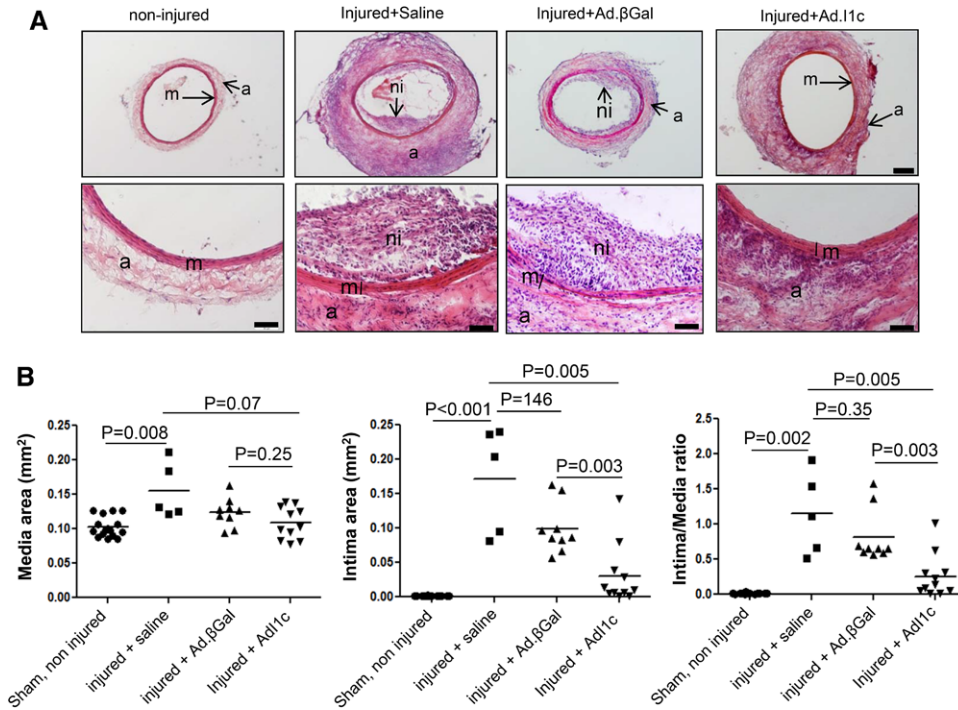 A
non-injured
Injured+Saline
Injured+Ad.βGal
Injured+Ad.I1c
m
a
ni
a
ni
a
m
a
a
m
ni
m
a
ni
m
a
m
a
B
P=0.07
P=0.008
P=0.25
Media area (mm²)
0.25
0.20
0.15
0.10
0.05
0.00
Sham, non injured
injured + saline
injured + Ad.βGal
Injured + AdI1c
P=0.005
P<0.001
P=146
P=0.003
Intima area (mm²)
0.25
0.20
0.15
0.10
0.05
0.00
Sham, non injured
injured + saline
injured + Ad.βGal
Injured + AdI1c
P=0.005
P=0.35
P=0.002
P=0.003
Intima/Media ratio
2.5
2.0
1.5
1.0
0.5
0.0
Sham, non injured
injured + saline
injured + Ad.βGal
Injured + AdI1c